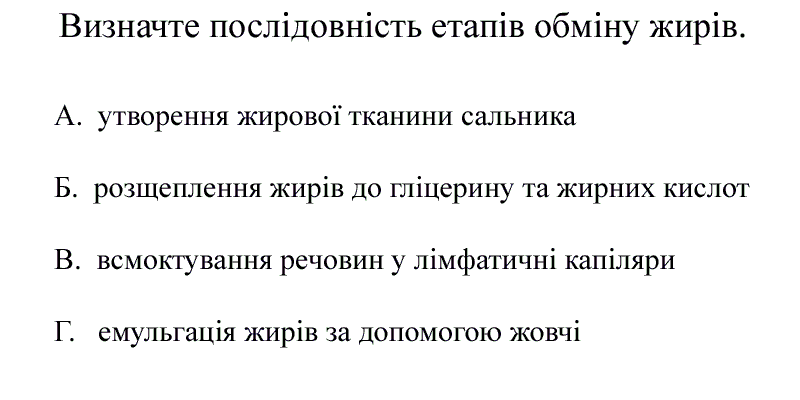 Визначте послідовність етапів обміну жирів.
А. утворення жирової тканини сальника
Б. розщеплення жирів до гліцерину та жирних кислот
В. всмоктування речовин у лімфатичні капіляри
Г. емульгація жирів за допомогою жовчі